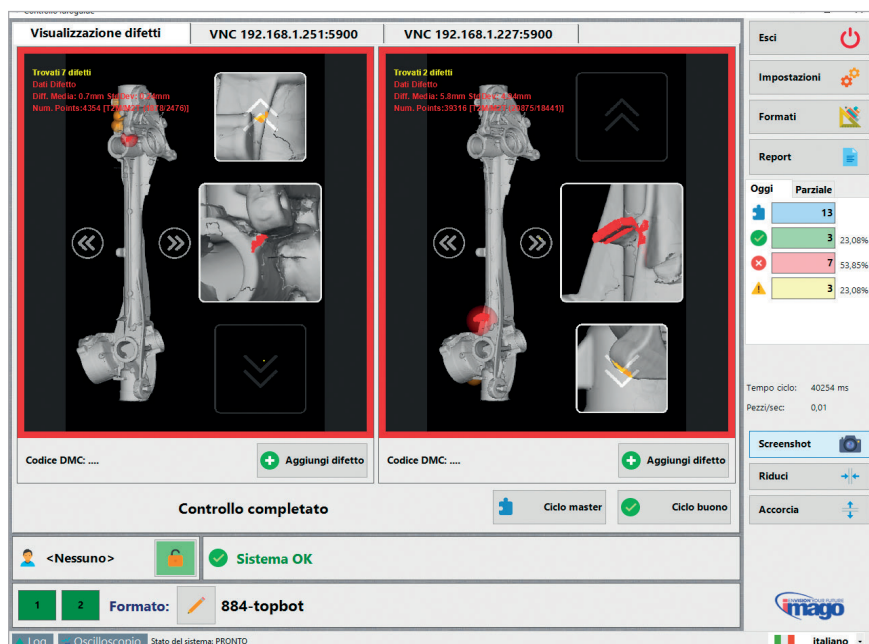 Visualizzazione difetti
VNC 192.168.1.251:5900
VNC 192.168.1.227:5900
Trovati 7 difetti
Dati Difetto
Diff. Media: 0.7mm
Num. Points:4354
Trovati 2 difetti
Dati Difetto
Diff. Media: 5.8mm
Num. Points:39316
Codice DMC: ....
Aggiungi difetto
Codice DMC: ....
Aggiungi difetto
Controllo completato
Ciclo master
Ciclo buono
<Nessuno>
Sistema OK
1
2
Formato:
884-topbot
Log
Oscilloscopio
Stato del sistema: PRONTO
Esci
Impostazioni
Formati
Report
Oggi
Parziale
13
3 23,08%
7 53,85%
3 23,08%
Tempo ciclo: 40254 ms
Pezzi/sec: 0,01
Screenshot
Riduci
Accorcia
ENVISION YOUR FUTURE
imago
italiano